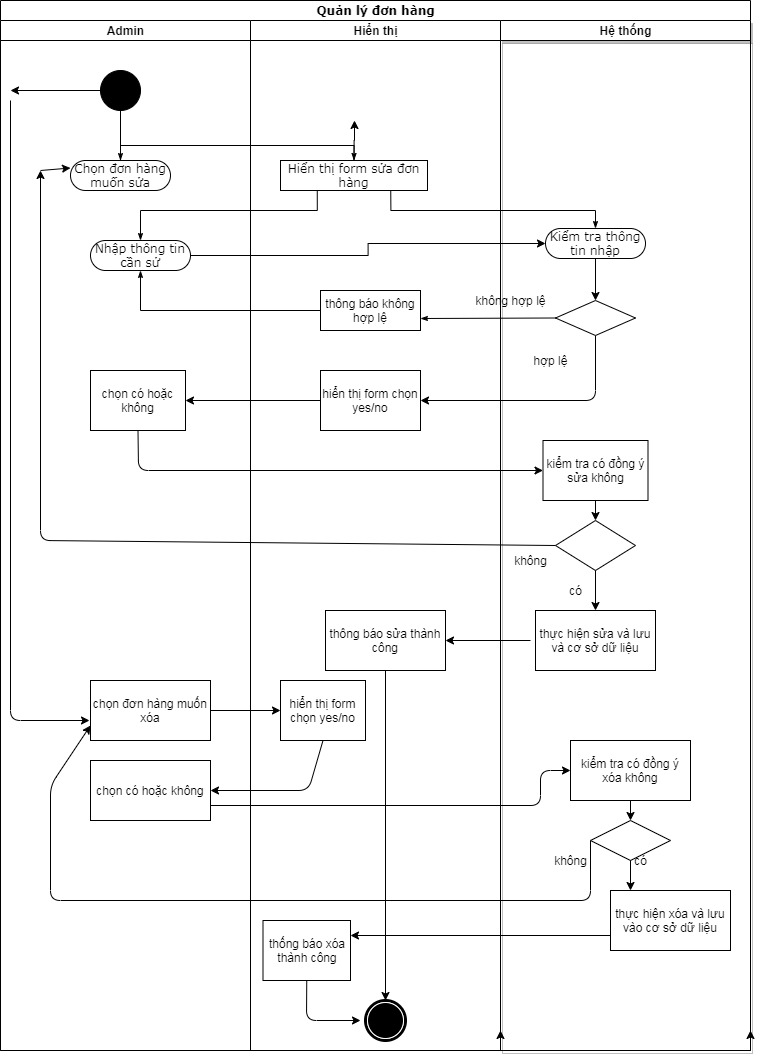 Quản lý đơn hàng
Admin
Hiển thị
Hệ thống
Chọn đơn hàng
muốn sửa
Hiển thị form sửa đơn
hàng
Nhập thông tin
cần sứ
Kiểm tra thông
tin nhập
thông báo không
hợp lệ
không hợp lệ
hợp lệ
chọn có hoặc
không
hiển thị form chọn
yes/no
kiểm tra có đồng ý
sửa không
không
có
thông báo sửa thành
công
thực hiện sửa và lưu
và cơ sở dữ liệu
chọn đơn hàng muốn
xóa
hiển thị form
chọn yes/no
kiểm tra có đồng ý
xóa không
chọn có hoặc không
không
có
thực hiện xóa và lưu
vào cơ sở dữ liệu
thống báo xóa
thành công